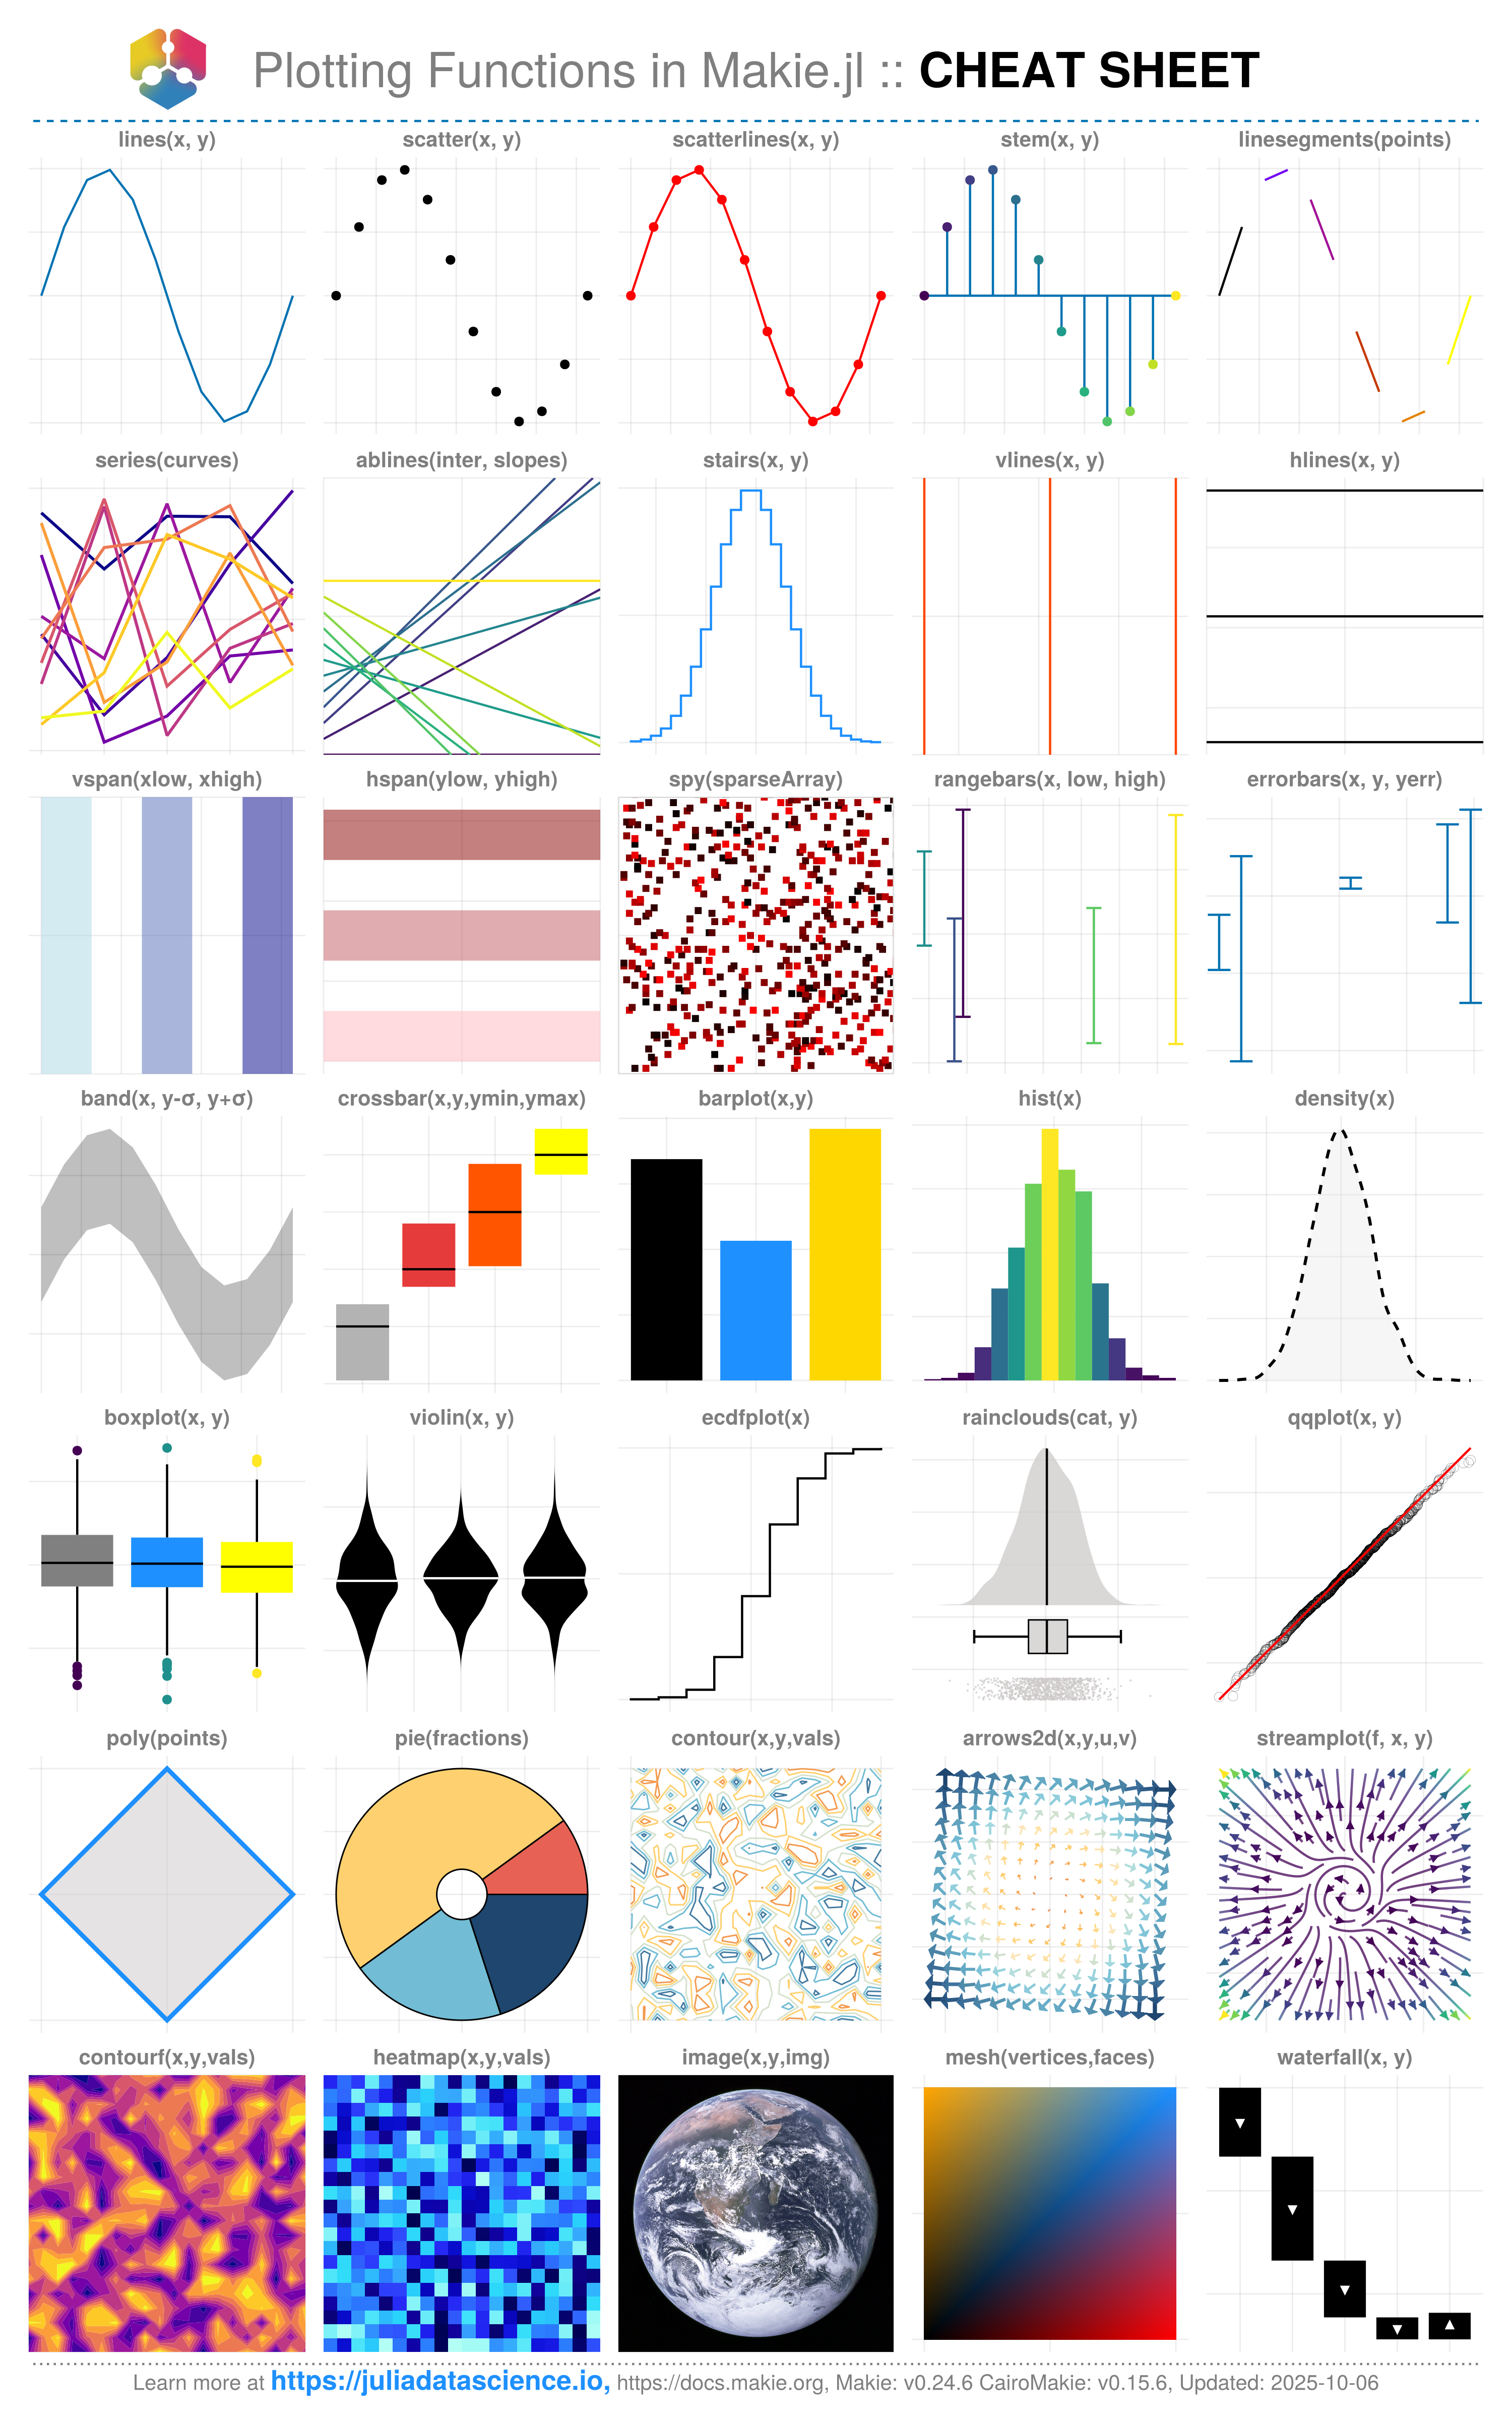 Plotting Functions in Makie.jl :: CHEAT SHEET
lines(x, y)
scatter(x, y)
scatterlines(x, y)
stem(x, y)
linesegments(points)
series(curves)
ablines(inter, slopes)
stairs(x, y)
vlines(x, y)
hlines(x, y)
vspan(xlow, xhigh)
hspan(ylow, yhigh)
spy(sparseArray)
rangebars(x, low, high)
errorbars(x, y, yerr)
band(x, y-σ, y+σ)
crossbar(x,y,ymin,ymax)
barplot(x,y)
hist(x)
density(x)
boxplot(x, y)
violin(x, y)
ecdfplot(x)
rainclouds(cat, y)
qqplot(x, y)
poly(points)
pie(fractions)
contour(x,y,vals)
arrows2d(x,y,u,v)
streamplot(f, x, y)
contourf(x,y,vals)
heatmap(x,y,vals)
image(x,y,img)
mesh(vertices,faces)
waterfall(x, y)
Learn more at https://juliadatascience.io, https://docs.makie.org, Makie: v0.24.6 CairoMakie: v0.15.6, Updated: 2025-10-06